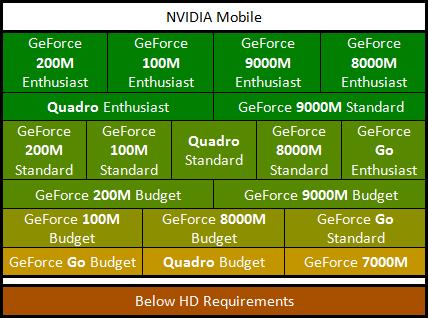 NVIDIA Mobile
GeForce
200M
Enthusiast
GeForce
100M
Enthusiast
GeForce
9000M
Enthusiast
GeForce
8000M
Enthusiast
Quadro Enthusiast
GeForce 9000M Standard
GeForce
200M
Standard
GeForce
100M
Standard
Quadro
Standard
GeForce
8000M
Standard
GeForce
Go
Enthusiast
GeForce 200M Budget
GeForce 9000M Budget
GeForce 100M
Budget
GeForce 8000M
Budget
GeForce Go
Standard
GeForce Go Budget
Quadro Budget
GeForce 7000M
Below HD Requirements